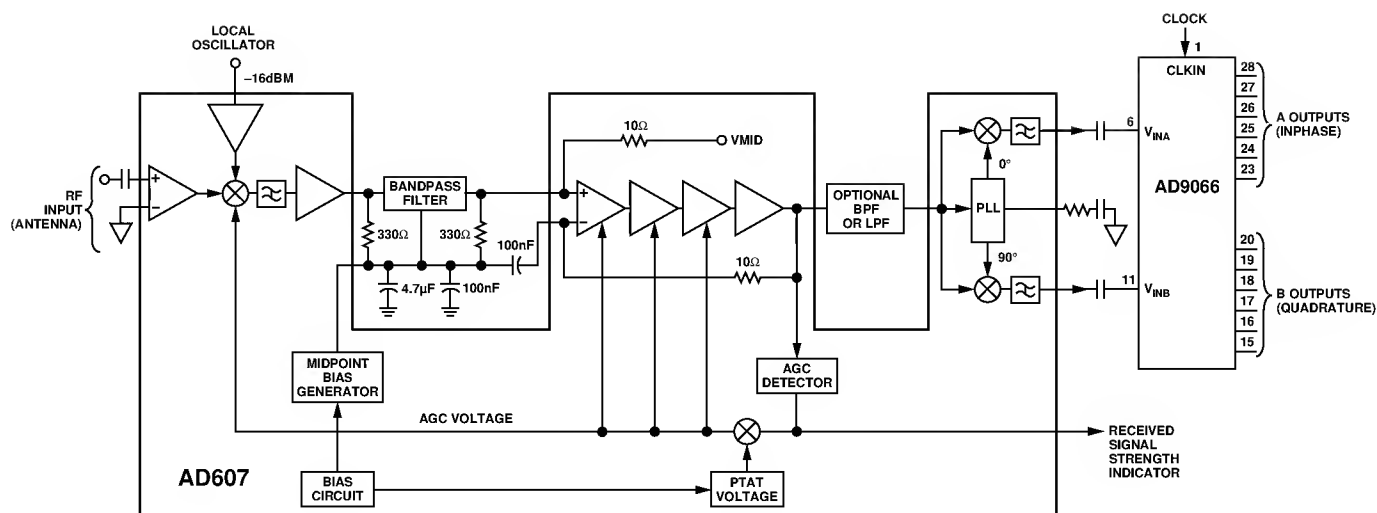 LOCAL
OSCILLATOR
–16dBM
RF
INPUT
(ANTENNA)
+
–
330Ω
BANDPASS
FILTER
330Ω
4.7µF
100nF
100nF
10Ω
VMID
+
–
10Ω
OPTIONAL
BPF
OR LPF
0°
PLL
90°
CLOCK
1
CLKIN
6
VINA
11
VINB
AD9066
28
27
26
25
24
23
A OUTPUTS
(INPHASE)
20
19
18
17
16
15
B OUTPUTS
(QUADRATURE)
MIDPOINT
BIAS
GENERATOR
AGC
DETECTOR
AGC VOLTAGE
RECEIVED
SIGNAL
STRENGTH
INDICATOR
AD607
BIAS
CIRCUIT
PTAT
VOLTAGE